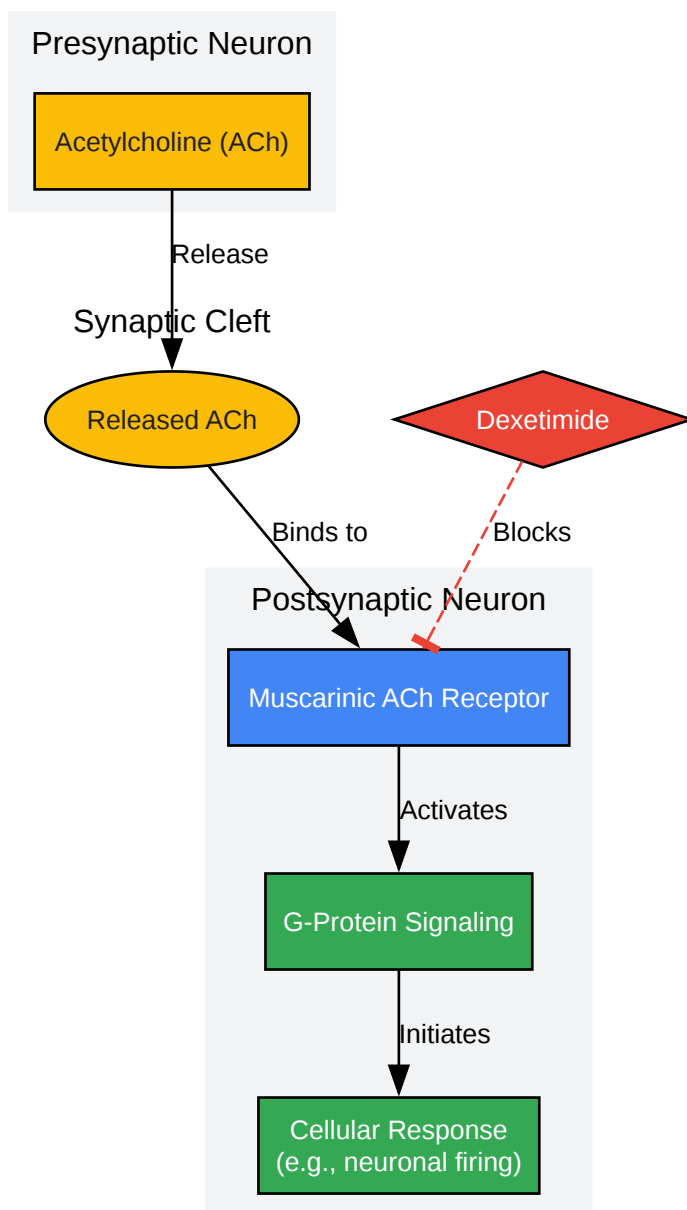 Presynaptic Neuron
Acetylcholine (ACh)
Release
Synaptic Cleft
Released ACh
Dexetimide
Binds to
Blocks
Postsynaptic Neuron
Muscarinic ACh Receptor
Activates
G-Protein Signaling
Initiates
Cellular Response
(e.g., neuronal firing)